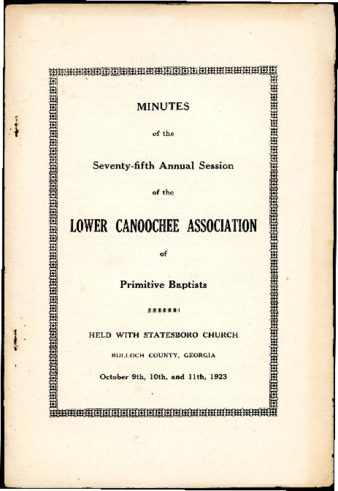 MINUTES
of the
Seventy-fifth Annual Session
of the
LOWER CANOOCHEE ASSOCIATION
of
Primitive Baptists
HELD WITH STATESBORO CHURCH
BULLOCH COUNTY, GEORGIA
October 9th, 10th, and 11th, 1923